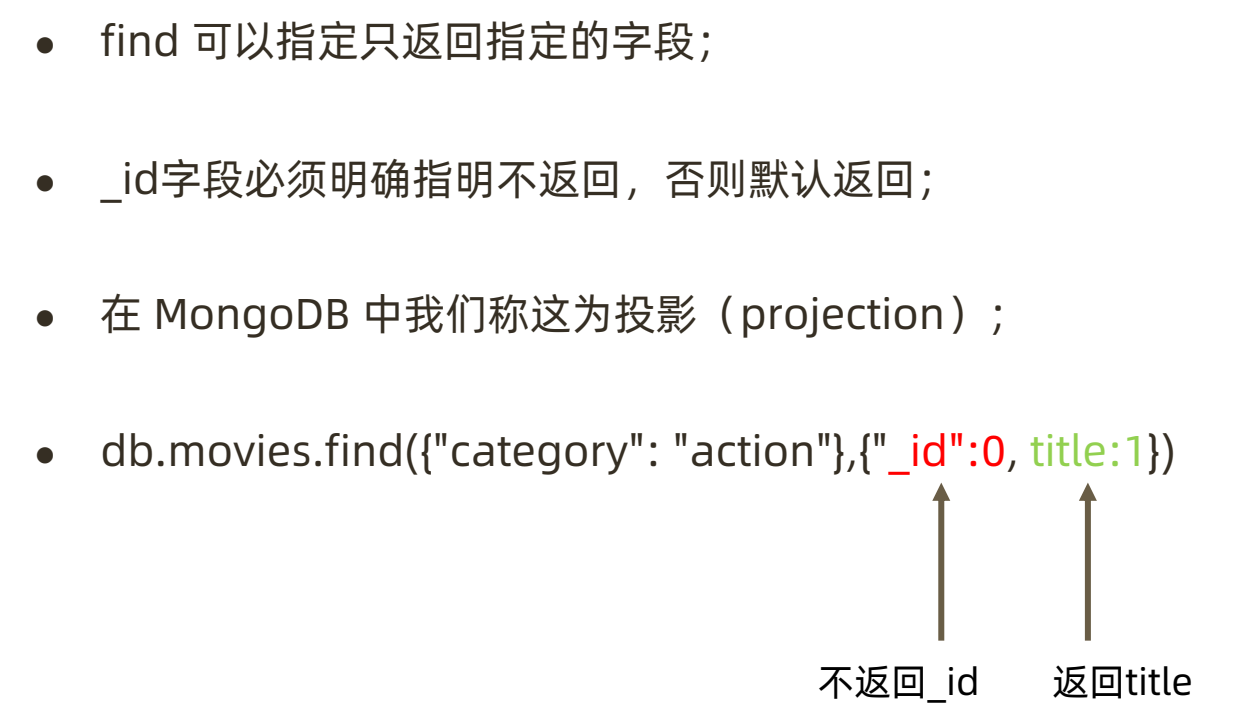 ● find 可以指定只返回指定的字段；
● _id字段必须明确指明不返回，否则默认返回；
● 在 MongoDB 中我们称这为投影（projection）；
● db.movies.find({"category": "action"},{"_id":0, title:1})
不返回_id 返回title